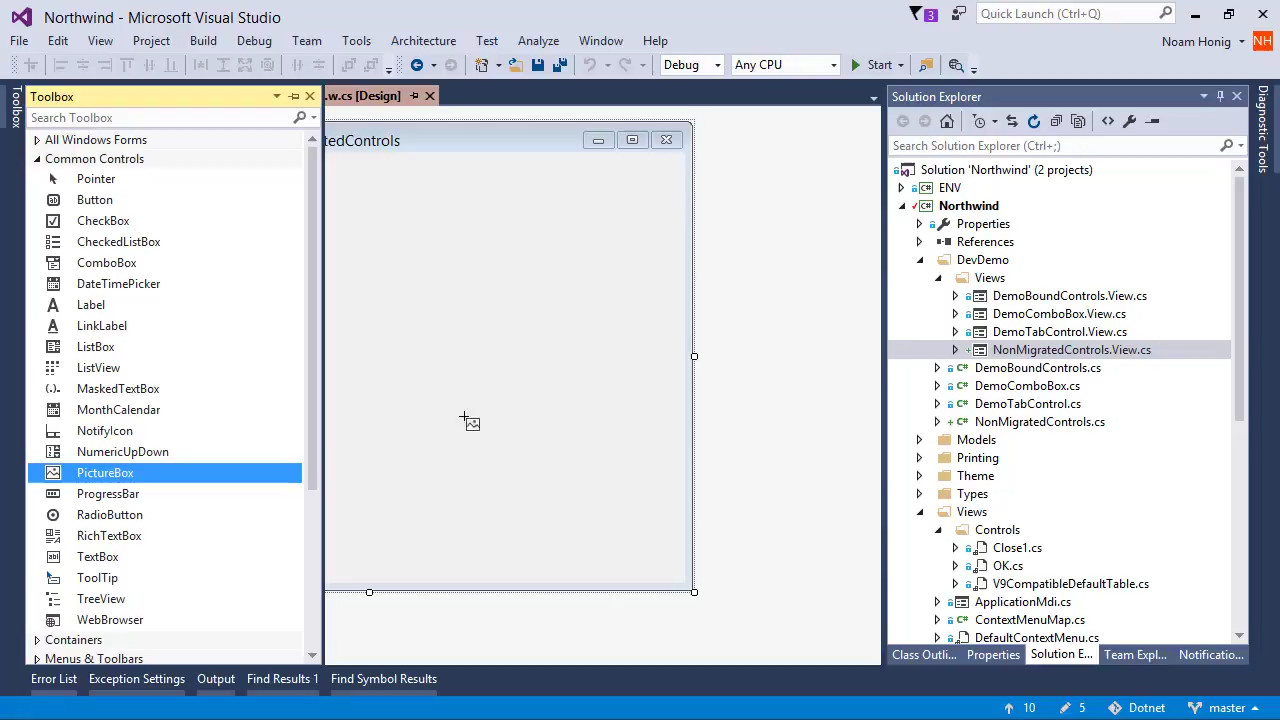 Northwind - Microsoft Visual Studio
3
Quick Launch (Ctrl+Q)
File Edit View Project Build Debug Team Tools Architecture Test Analyze Window Help
Noam Honig
NH
Debug
Any CPU
Start
Toolbox
Toolbox
Search Toolbox
All Windows Forms
Common Controls
Pointer
Button
CheckBox
CheckedListBox
ComboBox
DateTimePicker
Label
LinkLabel
ListBox
ListView
MaskedTextBox
MonthCalendar
NotifyIcon
NumericUpDown
PictureBox
ProgressBar
RadioButton
RichTextBox
TextBox
ToolTip
TreeView
WebBrowser
Containers
Menus & Toolbars
.w.cs [Design]
tedControls
Solution Explorer
Search Solution Explorer (Ctrl+;)
Solution 'Northwind' (2 projects)
ENV
Northwind
Properties
References
DevDemo
Views
DemoBoundControls.View.cs
DemoComboBox.View.cs
DemoTabControl.View.cs
NonMigratedControls.View.cs
DemoBoundControls.cs
DemoComboBox.cs
DemoTabControl.cs
NonMigratedControls.cs
Models
Printing
Theme
Types
Views
Controls
Close1.cs
OK.cs
V9CompatibleDefaultTable.cs
ApplicationMdi.cs
ContextMenuMap.cs
DefaultContextMenu.cs
Class Outli... Properties Solution E... Team Expl... Notificatio...
Diagnostic Tools
Error List Exception Settings Output Find Results 1 Find Symbol Results
10 5 Dotnet master